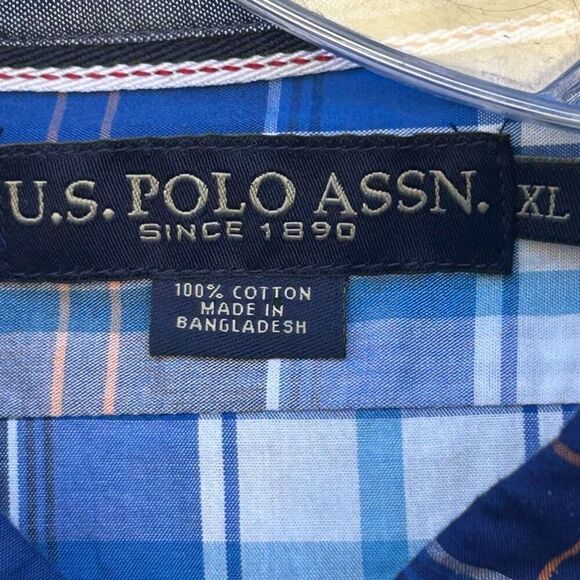 U.S. POLO ASSN. XL
SINCE 1890
100% COTTON
MADE IN
BANGLADESH